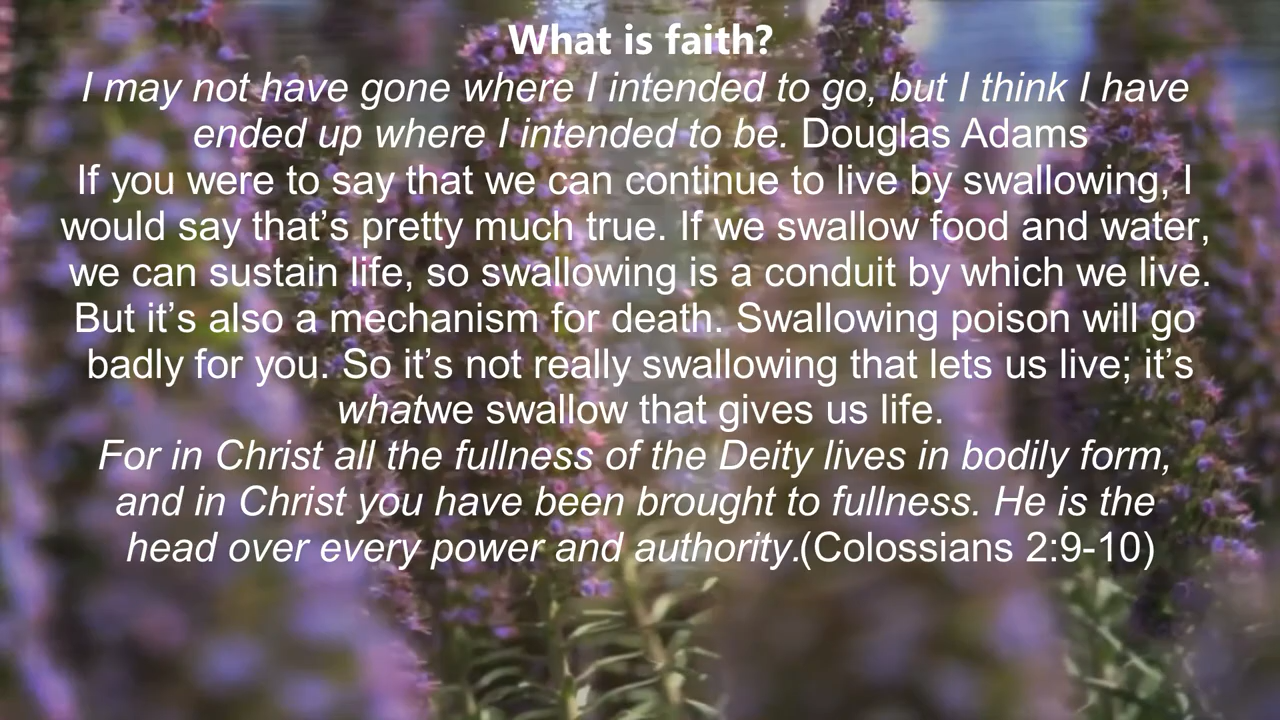 What is faith?
I may not have gone where I intended to go, but I think I have
ended up where I intended to be. Douglas Adams
If you were to say that we can continue to live by swallowing, I
would say that’s pretty much true. If we swallow food and water,
we can sustain life, so swallowing is a conduit by which we live.
But it’s also a mechanism for death. Swallowing poison will go
badly for you. So it’s not really swallowing that lets us live; it’s
whatwe swallow that gives us life.
For in Christ all the fullness of the Deity lives in bodily form,
and in Christ you have been brought to fullness. He is the
head over every power and authority.(Colossians 2:9-10)